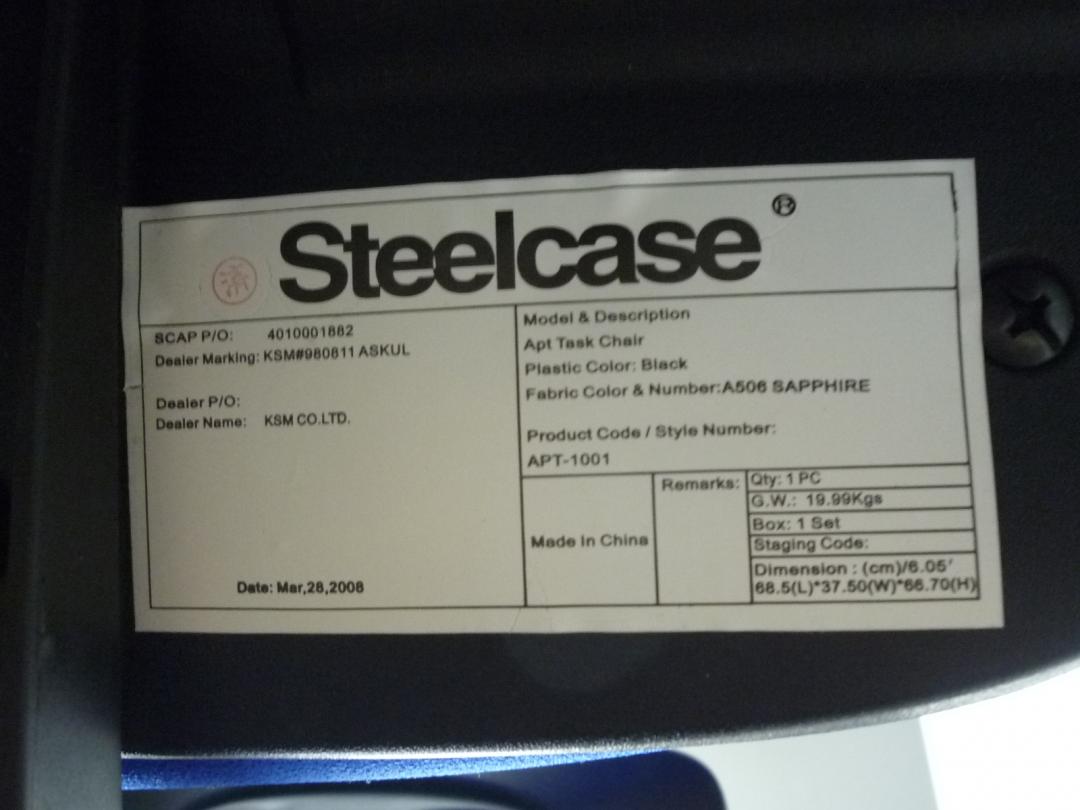 Steelcase®
済
SCAP P/O: 4010001882
Dealer Marking: KSM#980811 ASKUL
Dealer P/O:
Dealer Name: KSM CO.LTD.
Date: Mar,28,2008
Model & Description
Apt Task Chair
Plastic Color: Black
Fabric Color & Number:A506 SAPPHIRE
Product Code / Style Number:
APT-1001
Made In China
Remarks:
Qty: 1 PC
G.W.: 19.99Kgs
Box: 1 Set
Staging Code:
Dimension : (cm)/6.05'
68.5(L)*37.50(W)*66.70(H)